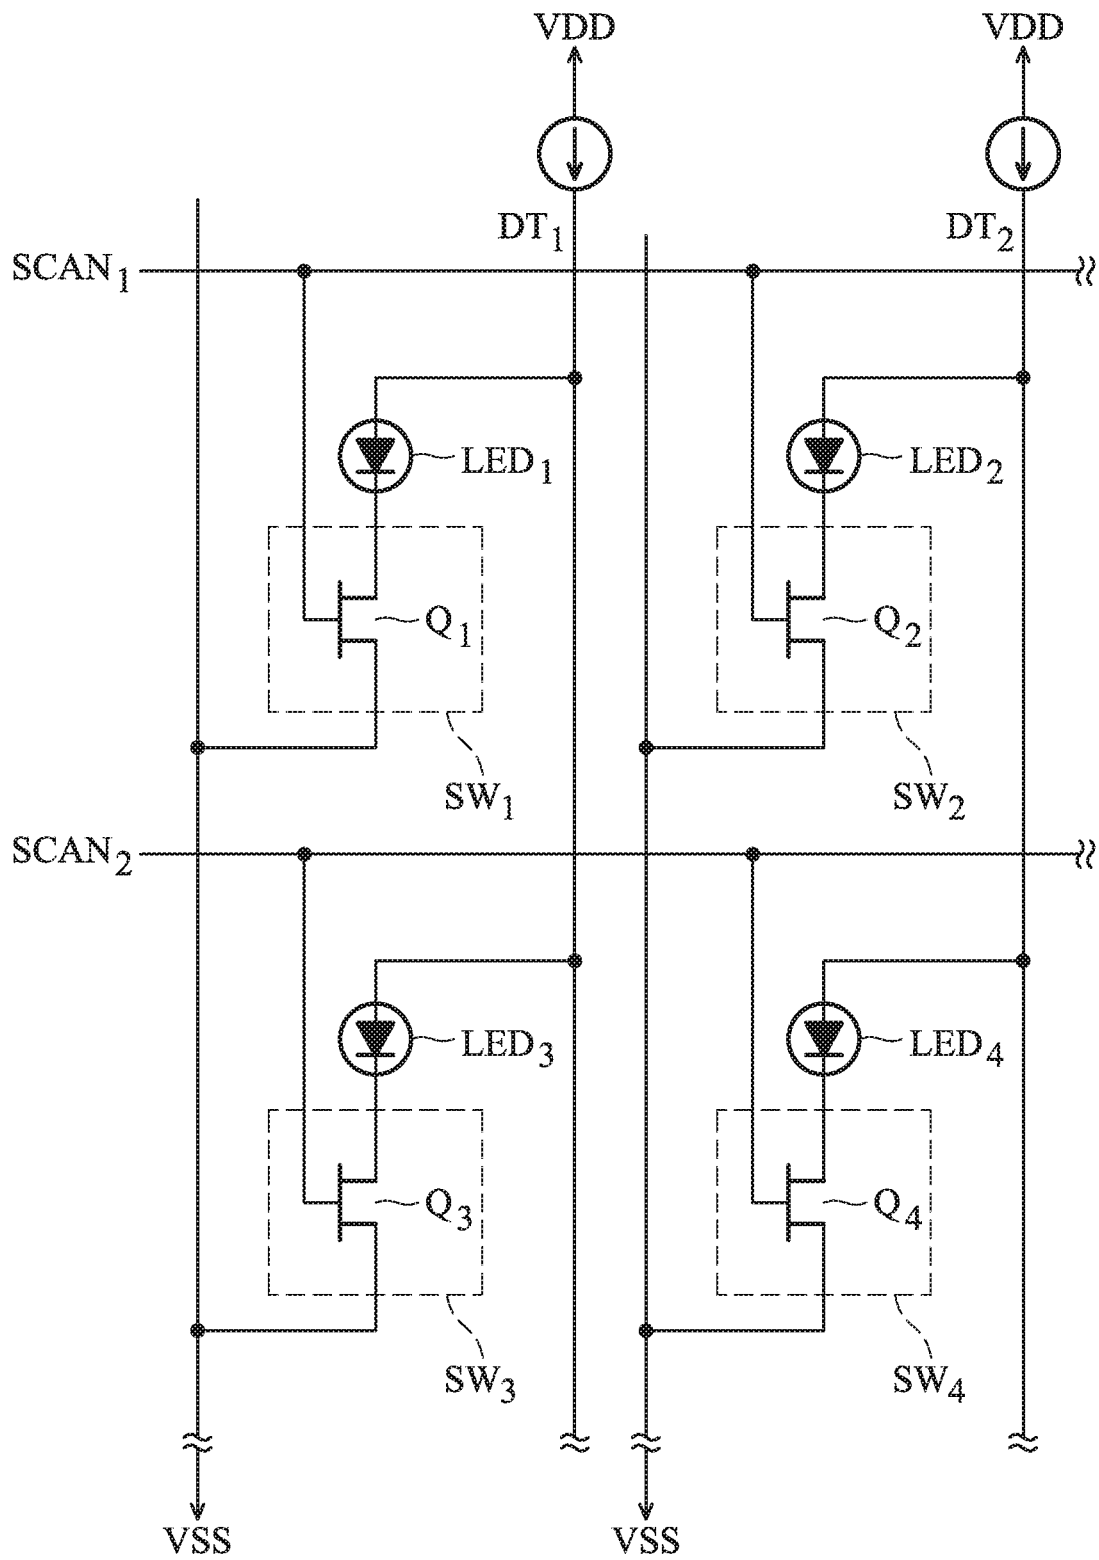 VDD VDD
DT1 DT2
SCAN1
LED1 LED2
Q1 Q2
SW1 SW2
SCAN2
LED3 LED4
Q3 Q4
SW3 SW4
VSS VSS